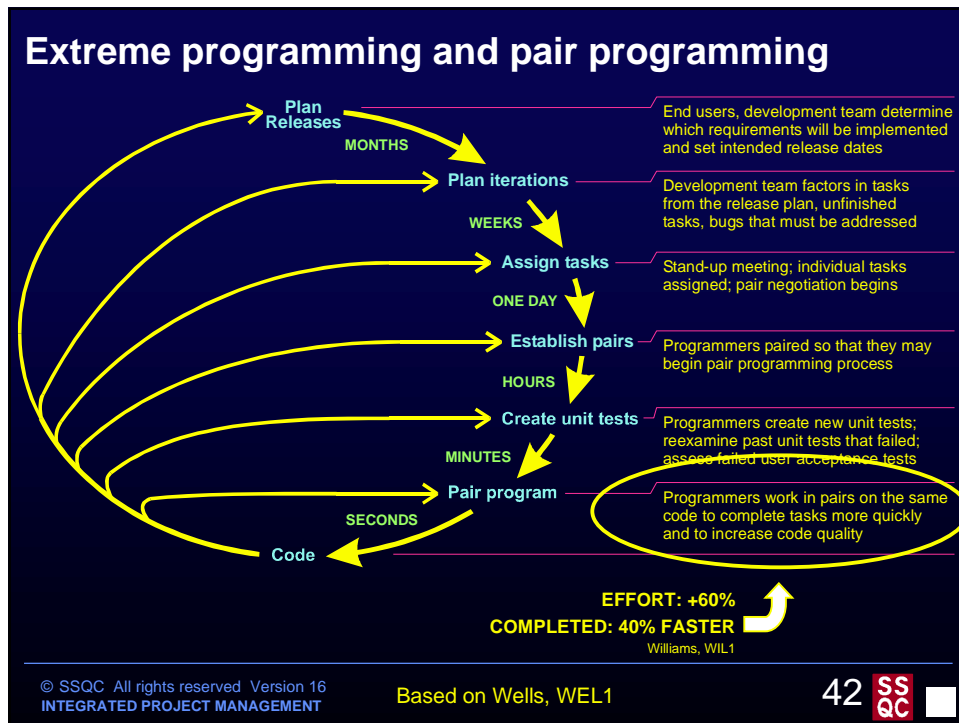 Extreme programming and pair programming
Plan
Releases
End users, development team determine
which requirements will be implemented
and set intended release dates
MONTHS
Plan iterations
Development team factors in tasks
from the release plan, unfinished
tasks, bugs that must be addressed
WEEKS
Assign tasks
Stand-up meeting; individual tasks
assigned; pair negotiation begins
ONE DAY
Establish pairs
Programmers paired so that they may
begin pair programming process
HOURS
Create unit tests
Programmers create new unit tests;
reexamine past unit tests that failed;
assess failed user acceptance tests
MINUTES
Pair program
Programmers work in pairs on the same
code to complete tasks more quickly
and to increase code quality
SECONDS
Code
EFFORT: +60%
COMPLETED: 40% FASTER
Williams, WIL1
© SSQC All rights reserved Version 16
INTEGRATED PROJECT MANAGEMENT
Based on Wells, WEL1
42
SS
QC